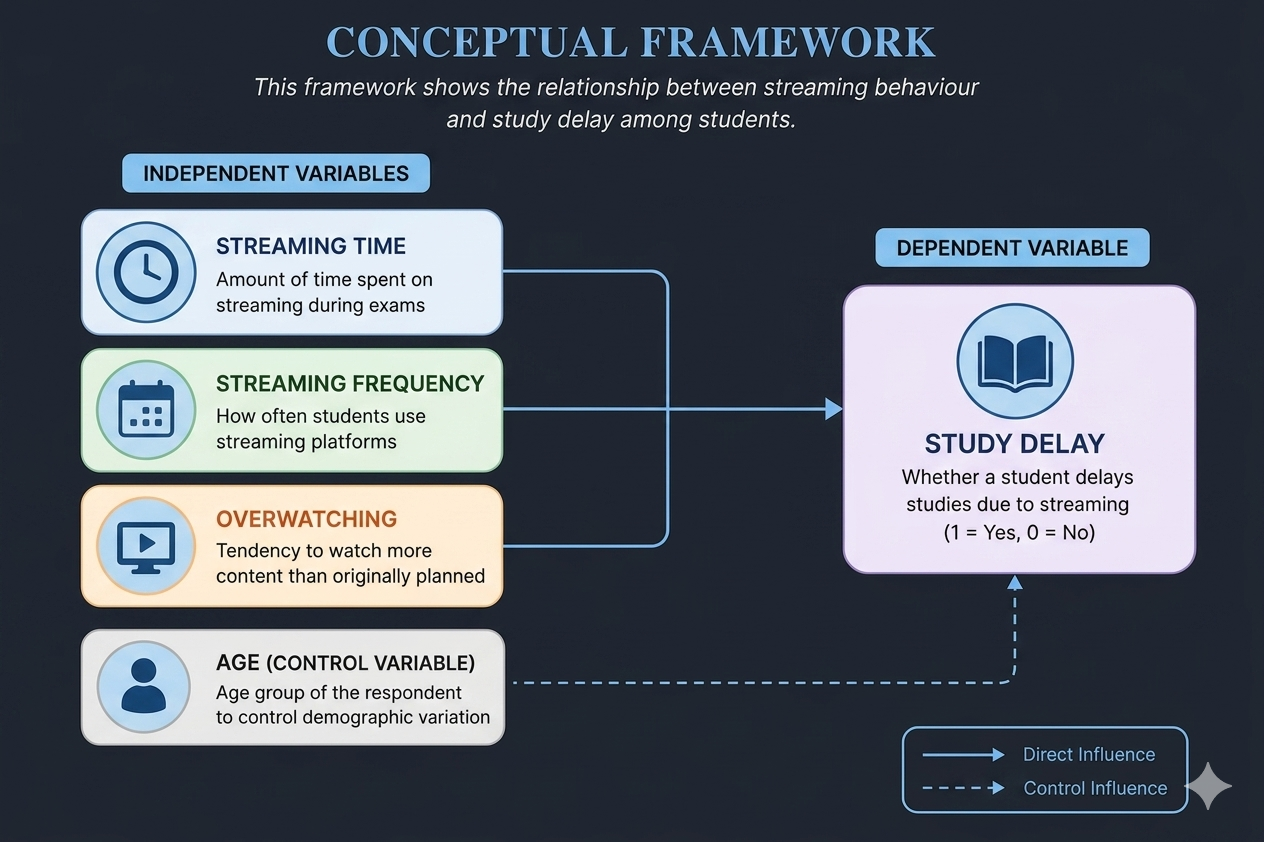 CONCEPTUAL FRAMEWORK
This framework shows the relationship between streaming behaviour
and study delay among students.
INDEPENDENT VARIABLES
STREAMING TIME
Amount of time spent on
streaming during exams
STREAMING FREQUENCY
How often students use
streaming platforms
OVERWATCHING
Tendency to watch more
content than originally planned
AGE (CONTROL VARIABLE)
Age group of the respondent
to control demographic variation
DEPENDENT VARIABLE
STUDY DELAY
Whether a student delays
studies due to streaming
(1 = Yes, 0 = No)
Direct Influence
Control Influence